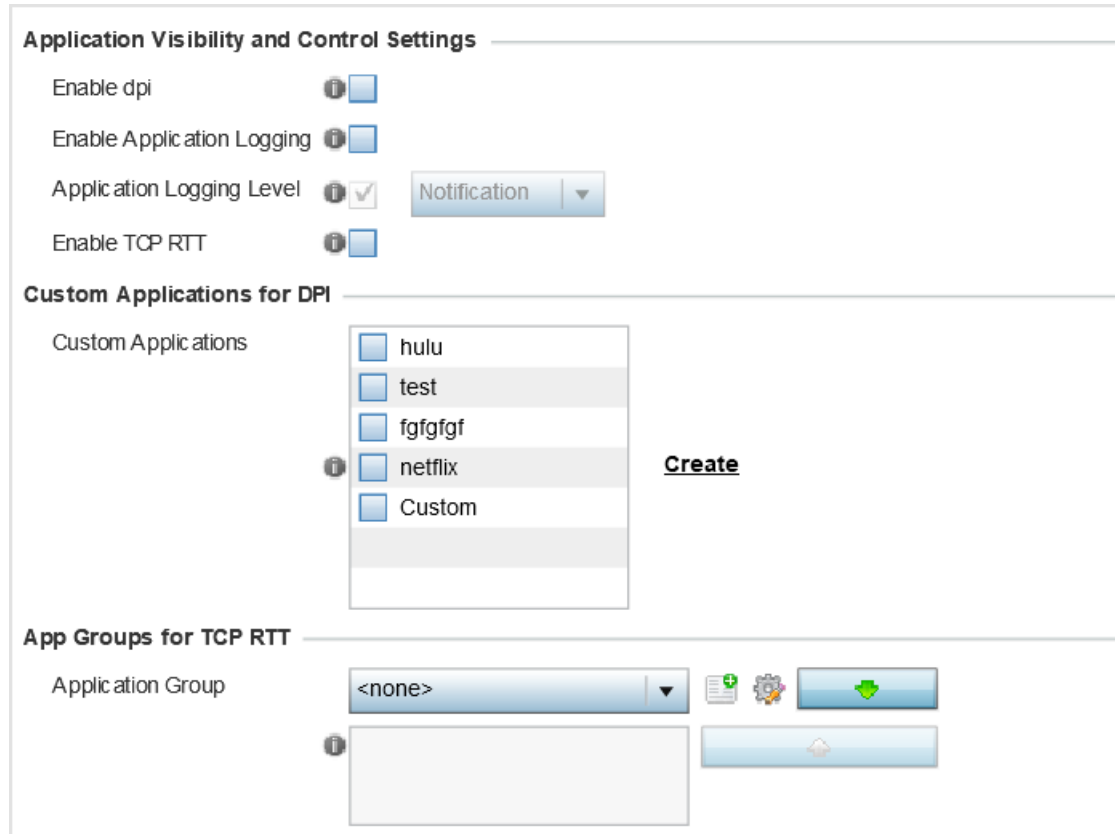 Application Visibility and Control Settings
Enable dpi
Enable Application Logging
Application Logging Level Notification
Enable TCP RTT
Custom Applications for DPI
Custom Applications
hulu
test
fgfgfgf
netflix
Create
Custom
App Groups for TCP RTT
Application Group <none>